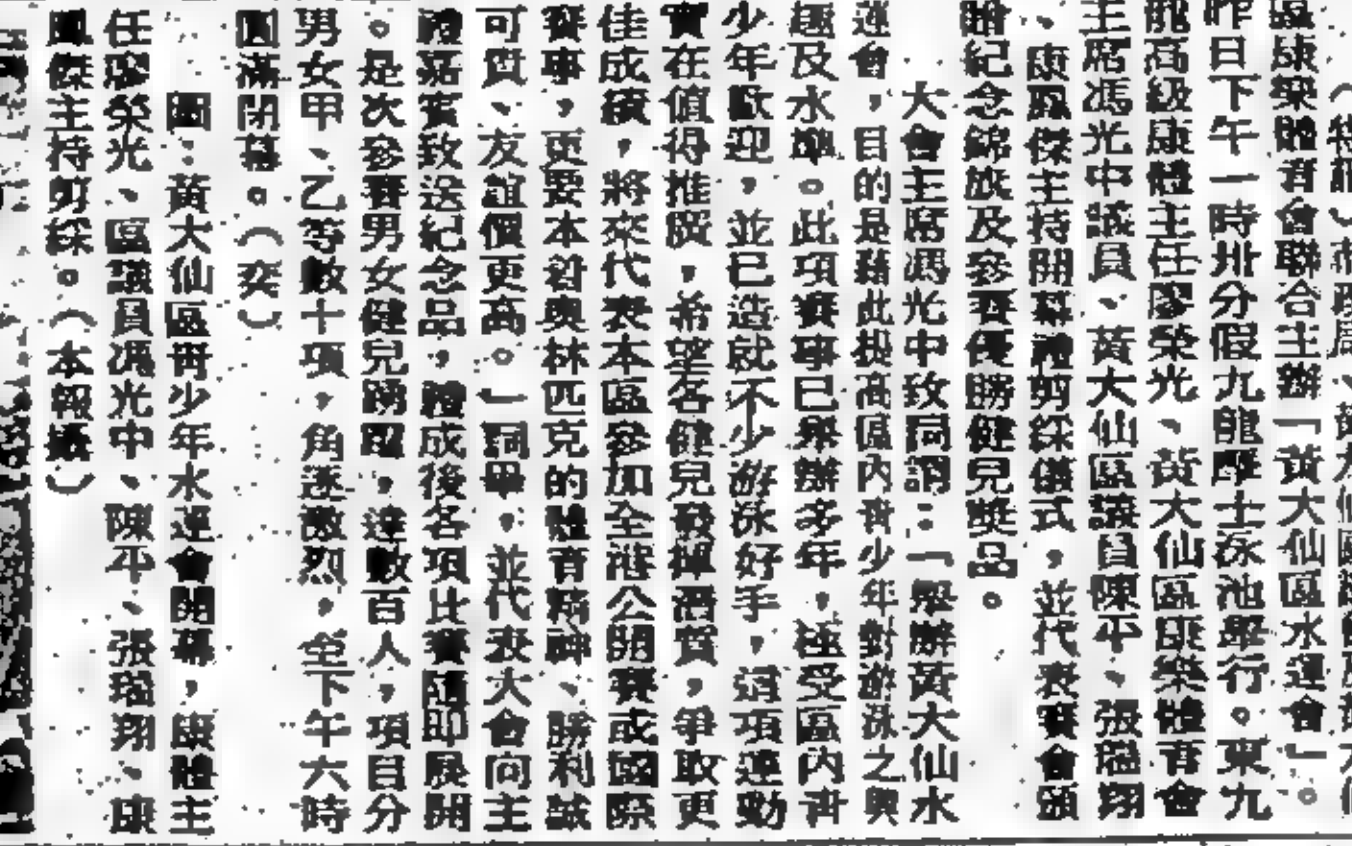 （特訊）市政局、黃大仙區
區康樂體育會聯合主辦「黃大仙區水運會」。
昨日下午一時卅分假九龍摩士泳池舉行。東九
龍高級康體主任廖榮光、黃大仙區康樂體育會
主席馮光中議員、黃大仙區議員陳平、張瑞翔
、康鳳傑主持開幕禮剪綵儀式，並代表賽會頒
贈紀念錦旗及參賽優勝健兒獎品。
大會主席馮光中致詞謂：「舉辦黃大仙水
運會，目的是藉此提高區內青少年對游泳之興
趣及水準。此項賽事已舉辦多年，極受區內青
少年歡迎，並已造就不少游泳好手，這項運動
實在值得推廣，希望各健兒發揮潛質，爭取更
佳成績，將來代表本區參加全港公開賽或國際
賽事，更要本着奧林匹克的體育精神、勝利誠
可貴、友誼價更高。」詞畢，並代表大會向主
禮嘉賓致送紀念品，禮成後各項比賽隨即展開
。是次參賽男女健兒踴躍，達數百人，項目分
男女甲、乙等數十項，角逐激烈，至下午六時
圓滿閉幕。（奕）
圖：黃大仙區青少年水運會開幕，康體主
任廖榮光、區議員馮光中、陳平、張瑞翔、康
鳳傑主持剪綵。（本報攝）